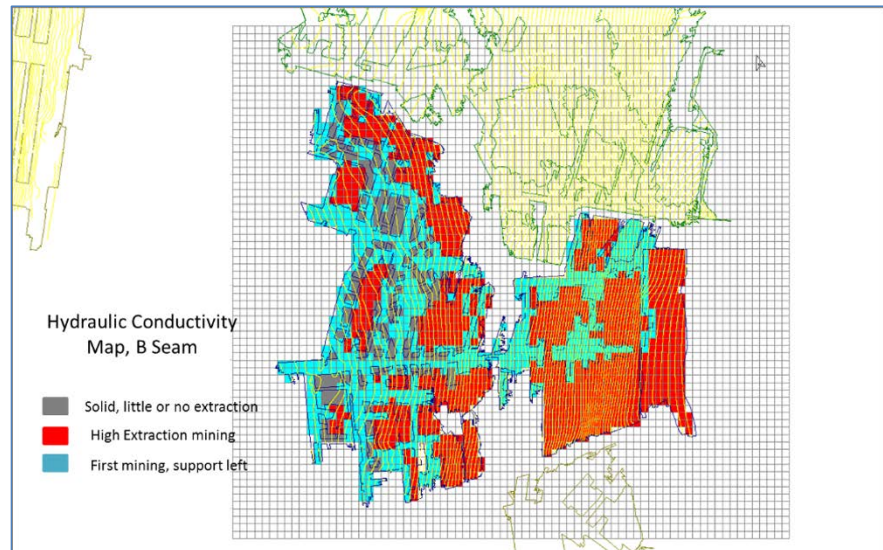 Hydraulic Conductivity
Map, B Seam
Solid, little or no extraction
High Extraction mining
First mining, support left